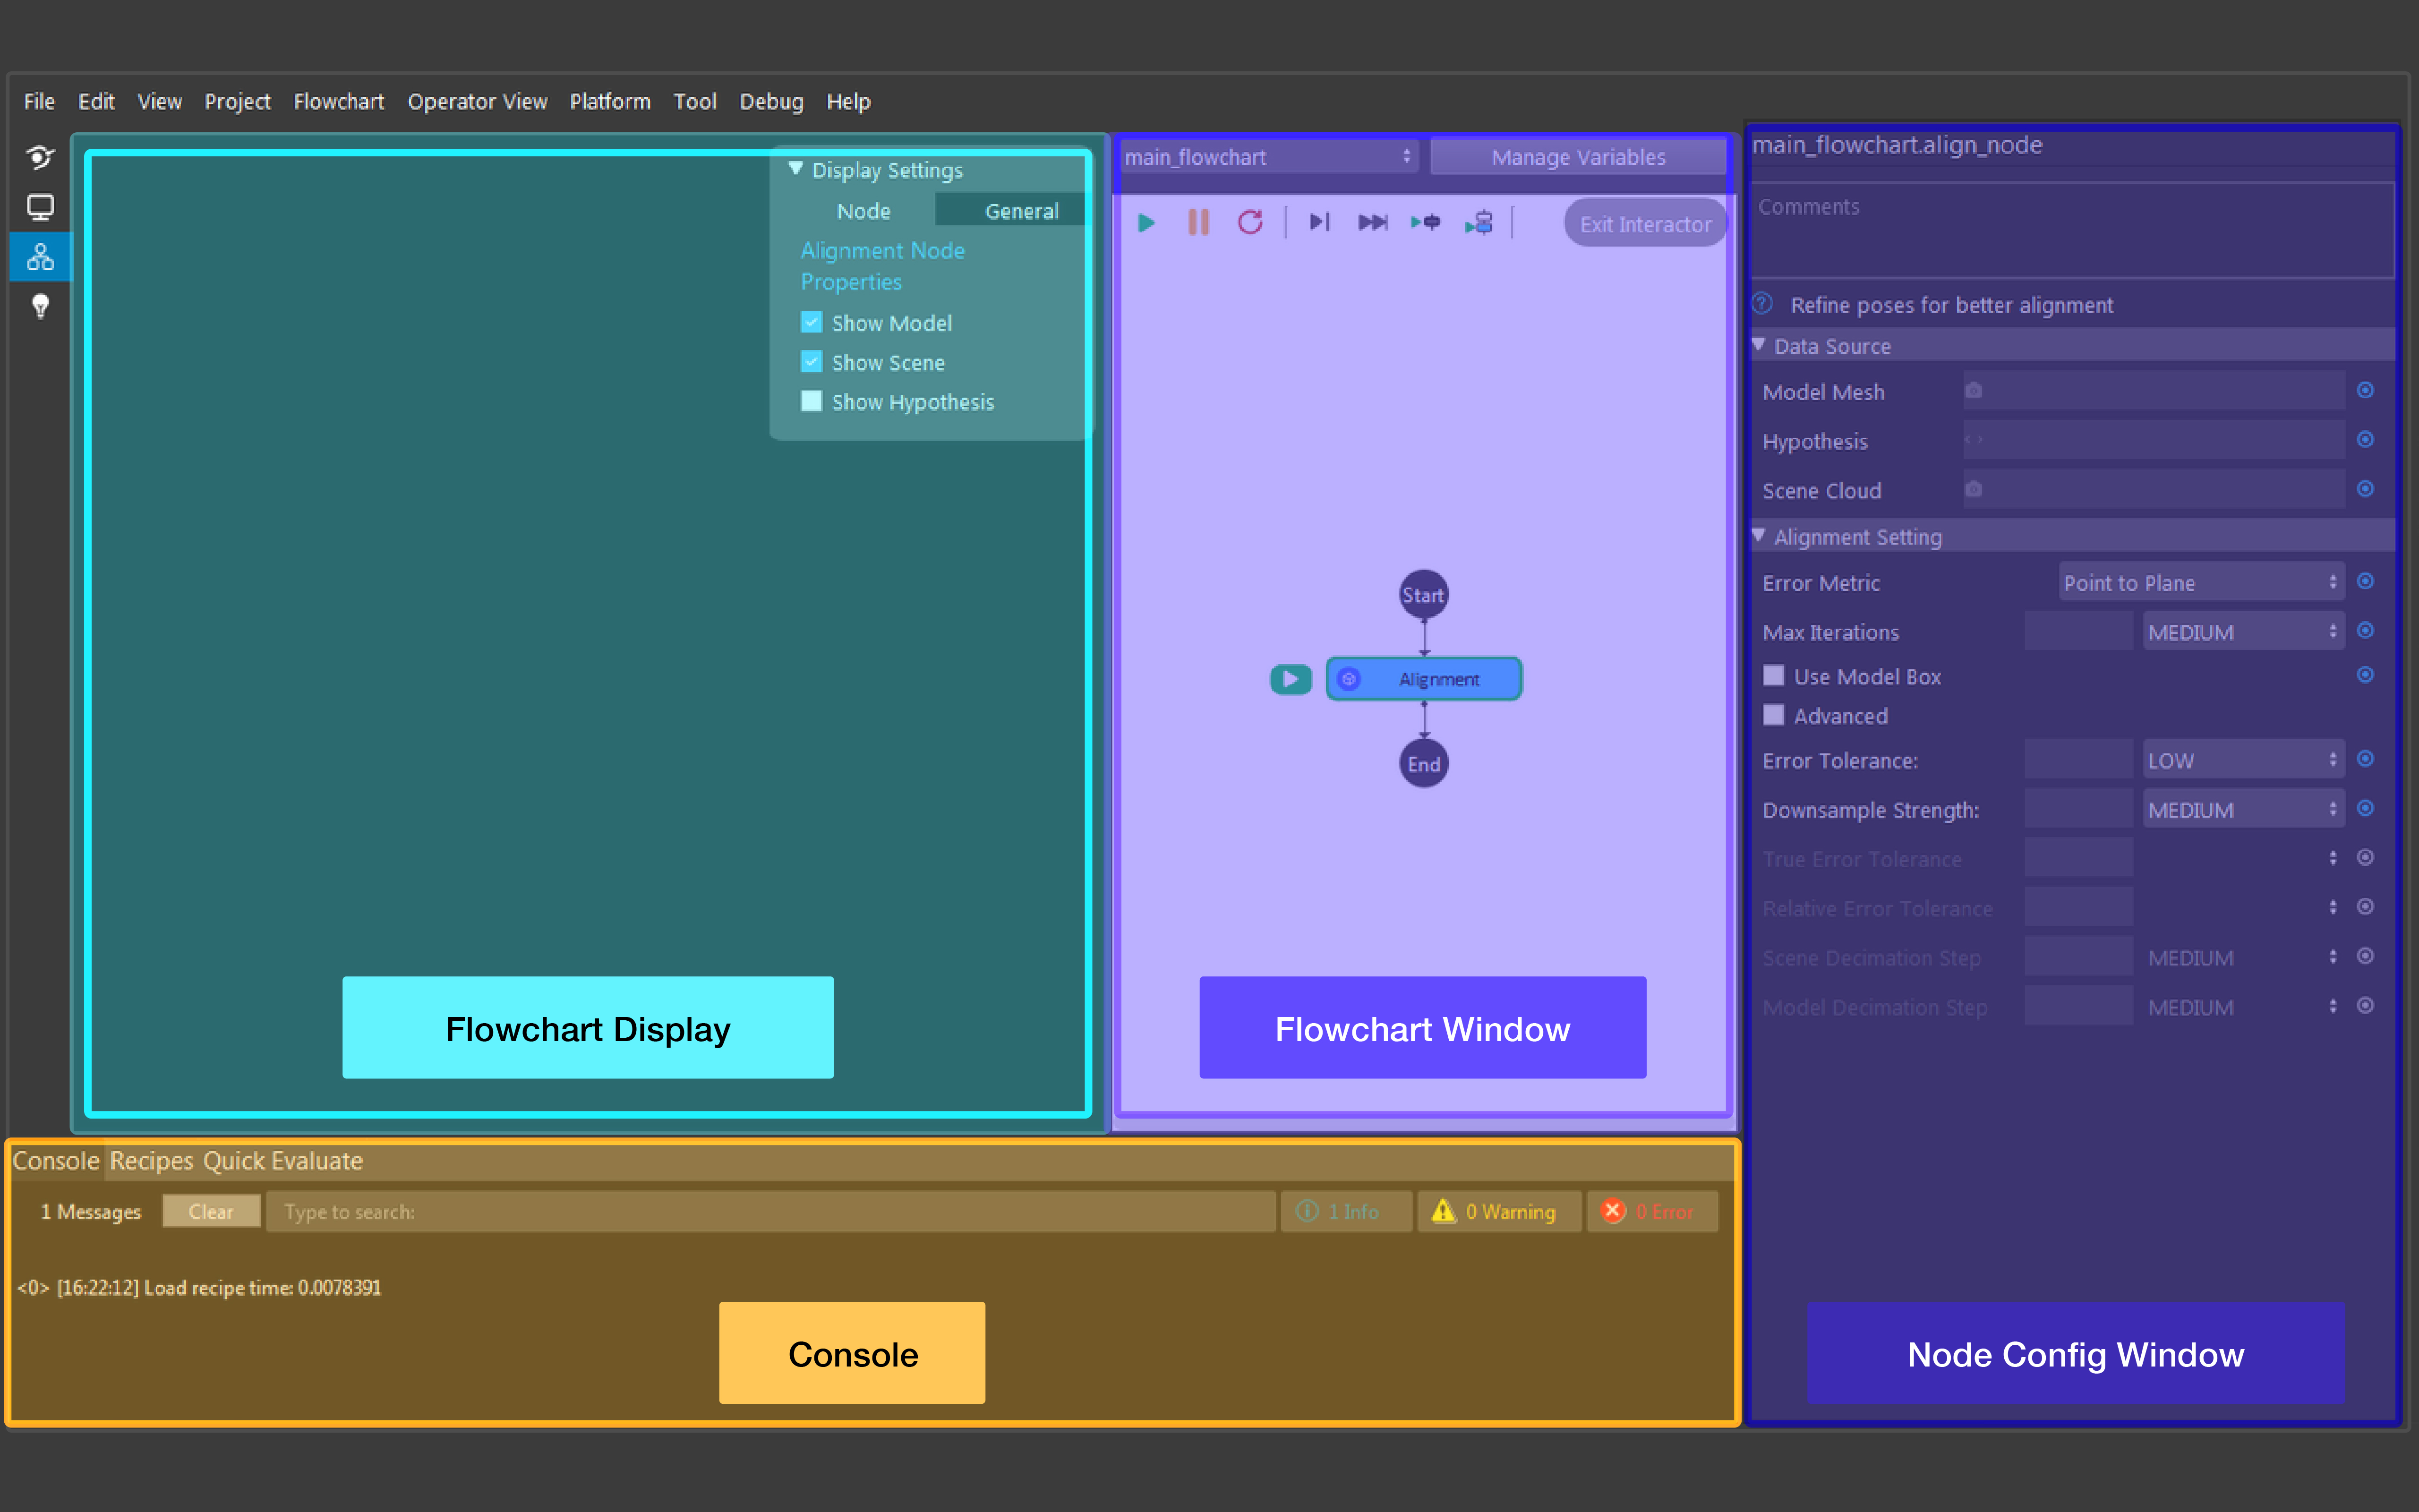 File Edit View Project Flowchart Operator View Platform Tool Debug Help
Display Settings
Node General
Alignment Node
Properties
Show Model
Show Scene
Show Hypothesis
Flowchart Display
main_flowchart Manage Variables
Exit Interactor
Start
Alignment
End
Flowchart Window
main_flowchart.align_node
Comments
Refine poses for better alignment
Data Source
Model Mesh
Hypothesis
Scene Cloud
Alignment Setting
Error Metric Point to Plane
Max Iterations MEDIUM
Use Model Box
Advanced
Error Tolerance: LOW
Downsample Strength: MEDIUM
True Error Tolerance
Relative Error Tolerance
Scene Decimation Step MEDIUM
Model Decimation Step MEDIUM
Node Config Window
Console Recipes Quick Evaluate
1 Messages Clear Type to search: 1 Info 0 Warning 0 Error
<0> [16:22:12] Load recipe time: 0.0078391
Console